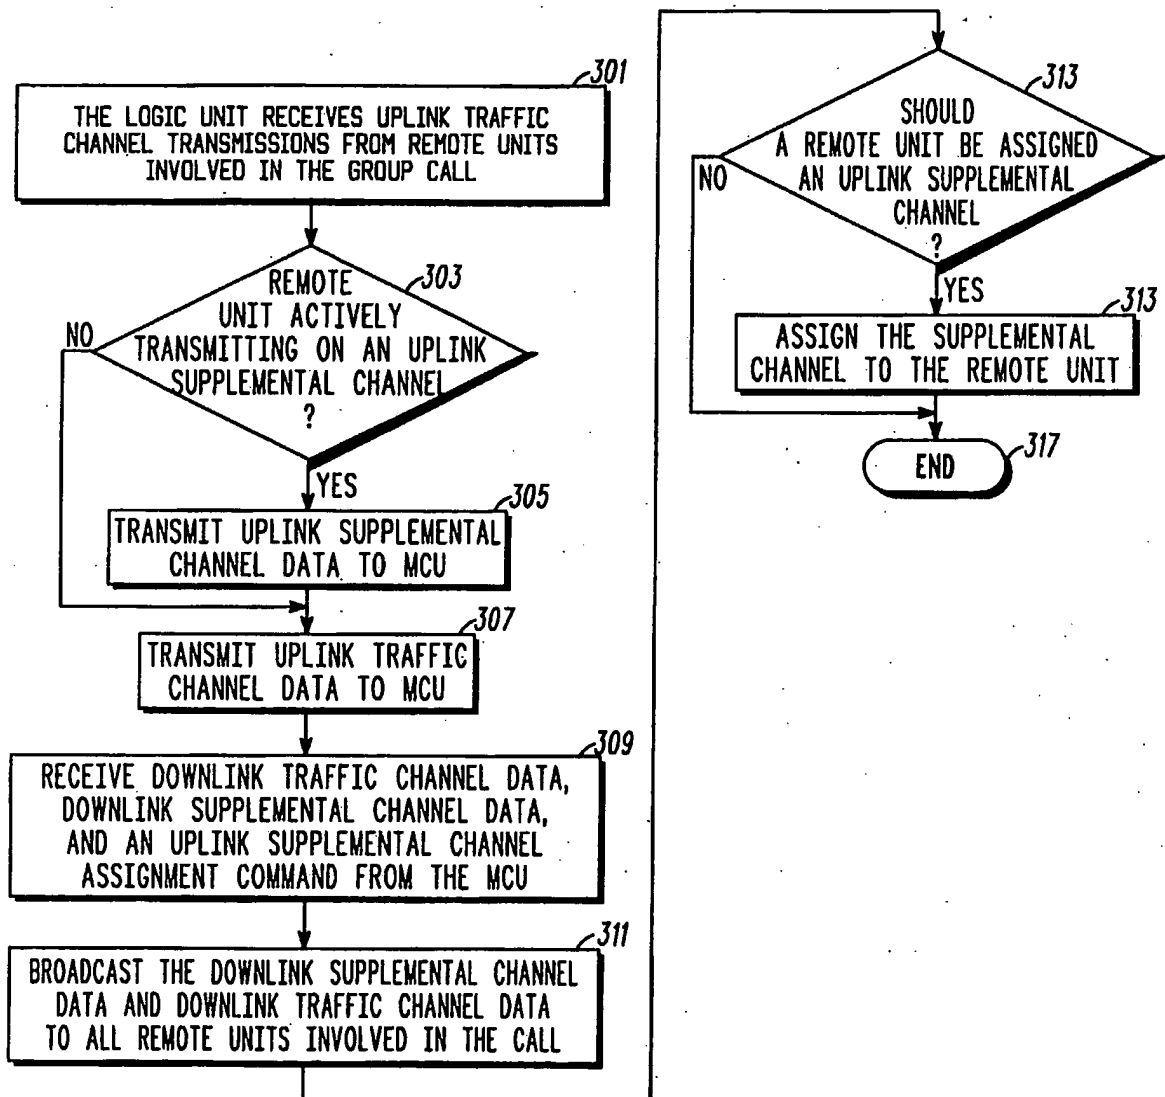 301
THE LOGIC UNIT RECEIVES UPLINK TRAFFIC
CHANNEL TRANSMISSIONS FROM REMOTE UNITS
INVOLVED IN THE GROUP CALL
303
REMOTE
UNIT ACTIVELY
TRANSMITTING ON AN UPLINK
SUPPLEMENTAL CHANNEL
?
NO
YES
305
TRANSMIT UPLINK SUPPLEMENTAL
CHANNEL DATA TO MCU
307
TRANSMIT UPLINK TRAFFIC
CHANNEL DATA TO MCU
309
RECEIVE DOWNLINK TRAFFIC CHANNEL DATA,
DOWNLINK SUPPLEMENTAL CHANNEL DATA,
AND AN UPLINK SUPPLEMENTAL CHANNEL
ASSIGNMENT COMMAND FROM THE MCU
311
BROADCAST THE DOWNLINK SUPPLEMENTAL CHANNEL
DATA AND DOWNLINK TRAFFIC CHANNEL DATA
TO ALL REMOTE UNITS INVOLVED IN THE CALL
313
SHOULD
A REMOTE UNIT BE ASSIGNED
AN UPLINK SUPPLEMENTAL
CHANNEL
?
NO
YES
313
ASSIGN THE SUPPLEMENTAL
CHANNEL TO THE REMOTE UNIT
END
317